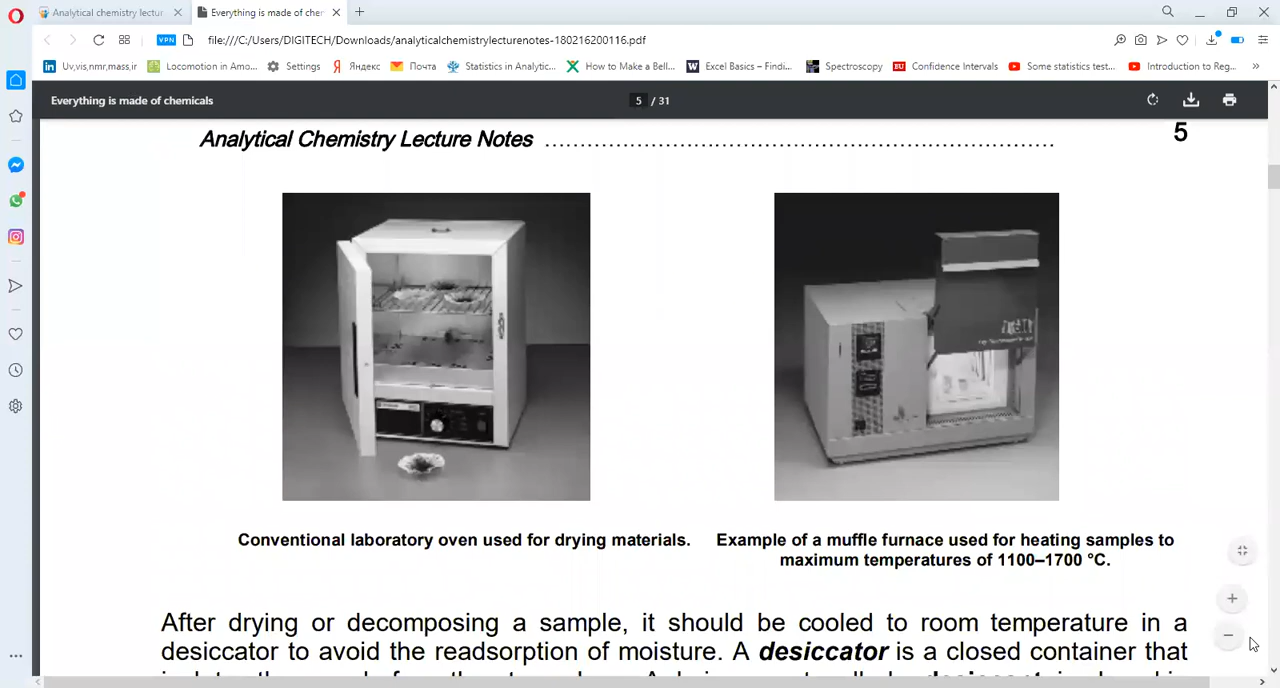 Analytical chemistry lectur
Everything is made of cher
VPN
file:///C:/Users/DIGITECH/Downloads/analyticalchemistrylecturenotes-180216200116.pdf
Uv,vis,nmr,mass,ir
Locomotion in Amo...
Settings
Яндекс
Почта
Statistics in Analytic...
How to Make a Bell...
Excel Basics – Findi...
Spectroscopy
Confidence Intervals
Some statistics test...
Introduction to Reg...
Everything is made of chemicals
5 / 31
Analytical Chemistry Lecture Notes ....................................................................
5
Conventional laboratory oven used for drying materials.
Example of a muffle furnace used for heating samples to
maximum temperatures of 1100–1700 °C.
After drying or decomposing a sample, it should be cooled to room temperature in a
desiccator to avoid the readsorption of moisture. A desiccator is a closed container that